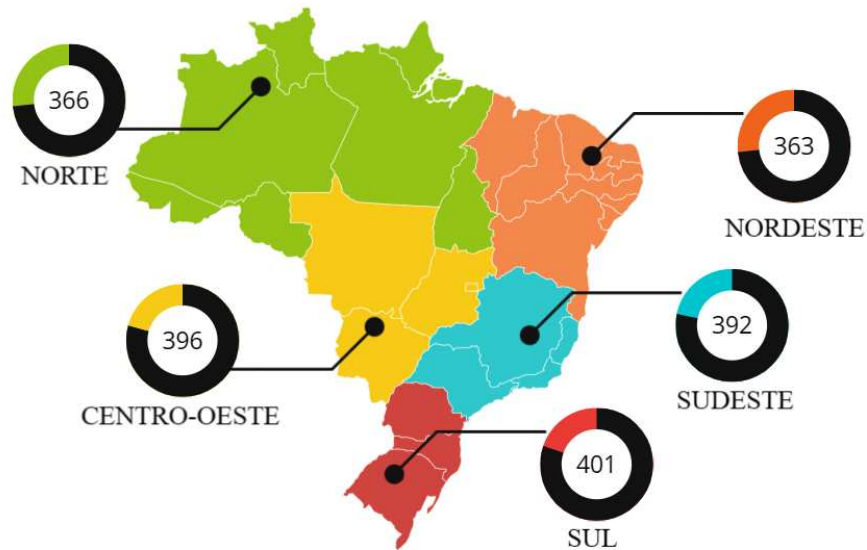 366
NORTE
363
NORDESTE
396
CENTRO-OESTE
392
SUDESTE
401
SUL